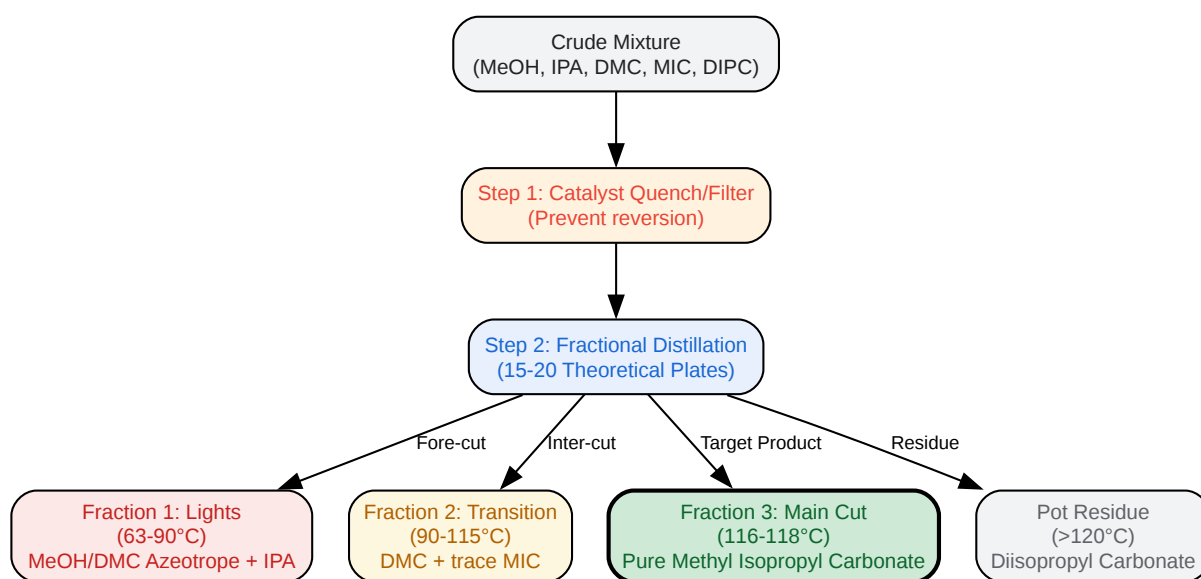 Crude Mixture
(MeOH, IPA, DMC, MIC, DIPC)
Step 1: Catalyst Quench/Filter
(Prevent reversion)
Step 2: Fractional Distillation
(15-20 Theoretical Plates)
Fore-cut
Inter-cut
Target Product
Residue
Fraction 1: Lights
(63-90°C)
MeOH/DMC Azeotrope + IPA
Fraction 2: Transition
(90-115°C)
DMC + trace MIC
Fraction 3: Main Cut
(116-118°C)
Pure Methyl Isopropyl Carbonate
Pot Residue
(>120°C)
Diisopropyl Carbonate